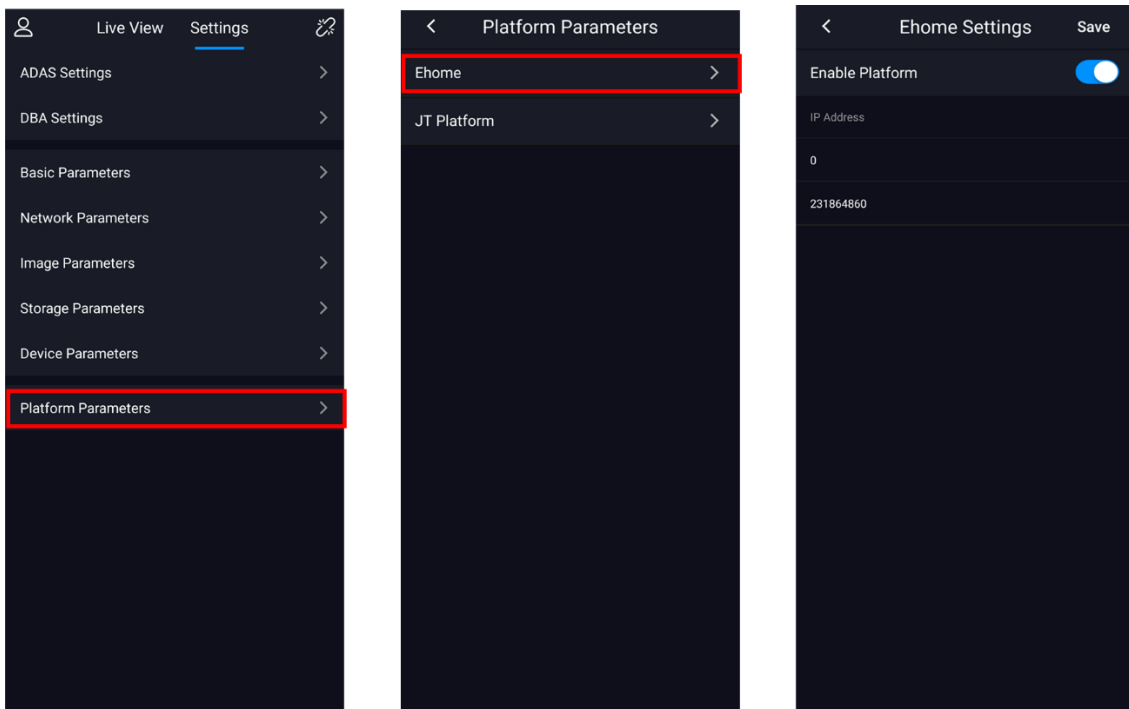 Live View Settings
ADAS Settings
DBA Settings
Basic Parameters
Network Parameters
Image Parameters
Storage Parameters
Device Parameters
Platform Parameters
Platform Parameters
Ehome
JT Platform
Ehome Settings Save
Enable Platform
IP Address
0
231864860